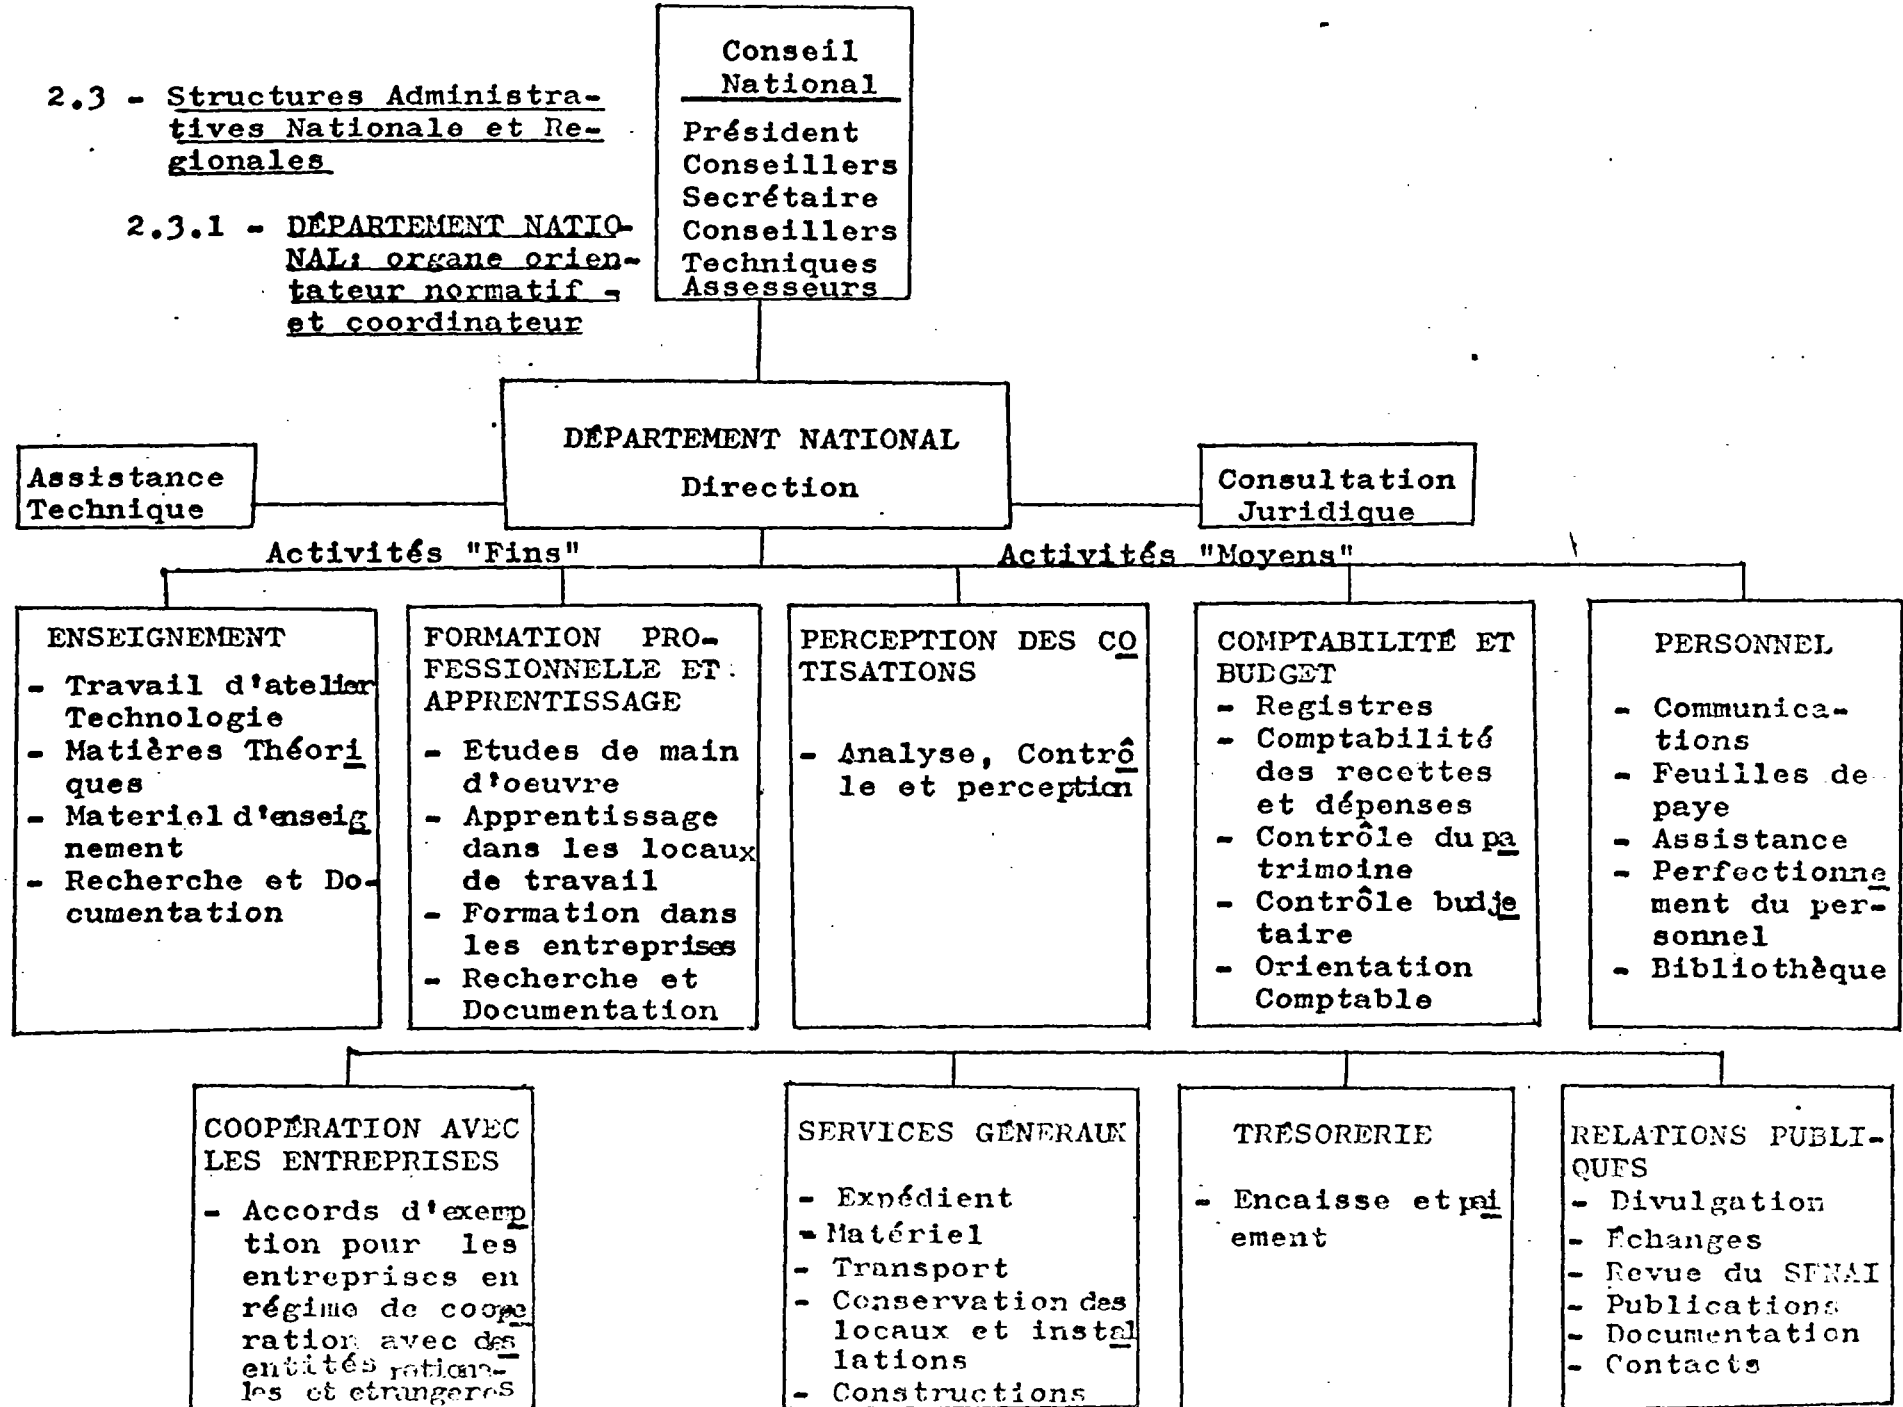 2.3 - Structures Administra-
tives Nationale et Re-
gionales
2.3.1 - DÉPARTEMENT NATIO-
NAL: organe orien-
tateur normatif -
et coordinateur
Conseil
National
Président
Conseillers
Secrétaire
Conseillers
Techniques
Assesseurs
DÉPARTEMENT NATIONAL
Direction
Assistance
Technique
Consultation
Juridique
Activités "Fins"
Activités "Moyens"
ENSEIGNEMENT
- Travail d'atelier
Technologie
- Matières Théori
ques
- Materiel d'enseig
nement
- Recherche et Do-
cumentation
FORMATION PRO-
FESSIONNELLE ET
APPRENTISSAGE
- Etudes de main
d'oeuvre
- Apprentissage
dans les locaux
de travail
- Formation dans
les entreprises
- Recherche et
Documentation
PERCEPTION DES CO
TISATIONS
- Analyse, Contrô
le et perception
COMPTABILITÉ ET
BUDGET
- Registres
- Comptabilité
des recettes
et dépenses
- Contrôle du pa
trimoine
- Contrôle budje
taire
- Orientation
Comptable
PERSONNEL
- Communica-
tions
- Feuilles de
paye
- Assistance
- Perfectionne
ment du per-
sonnel
- Bibliothèque
COOPÉRATION AVEC
LES ENTREPRISES
- Accords d'exemp
tion pour les
entreprises en
régime de coopé
ration avec des
entités nationa-
les et etrangeres
SERVICES GÉNERAUX
- Expédient
- Matériel
- Transport
- Conservation des
locaux et instal
lations
- Constructions
TRÉSORERIE
- Encaisse et pai
ement
RELATIONS PUBLI-
QUES
- Divulgation
- Échanges
- Revue du SENAI
- Publications
- Documentation
- Contacts